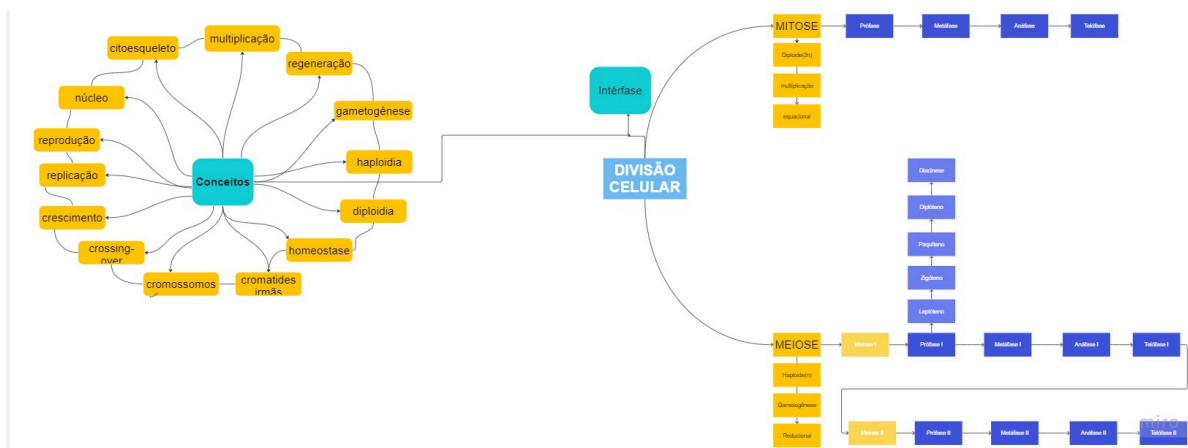 multiplicação
citoesqueleto
regeneração
núcleo
gametogênese
reprodução
haploidia
replicação
Conceitos
diploidia
crescimento
homeostase
crossing-
over
cromossomos
cromatides
irmãs
Intérfase
DIVISÃO
CELULAR
MITOSE
Prófase
Metáfase
Anáfase
Telófase
Diploide(2n)
multiplicação
equacional
Diacinese
Diplóteno
Paquíteno
Zigóteno
Leptóteno
MEIOSE
Meiose I
Prófase I
Metáfase I
Anáfase I
Telófase I
Haploide(n)
Gametogênese
Reducional
Meiose II
Prófase II
Metáfase II
Anáfase II
Telófase II
miro